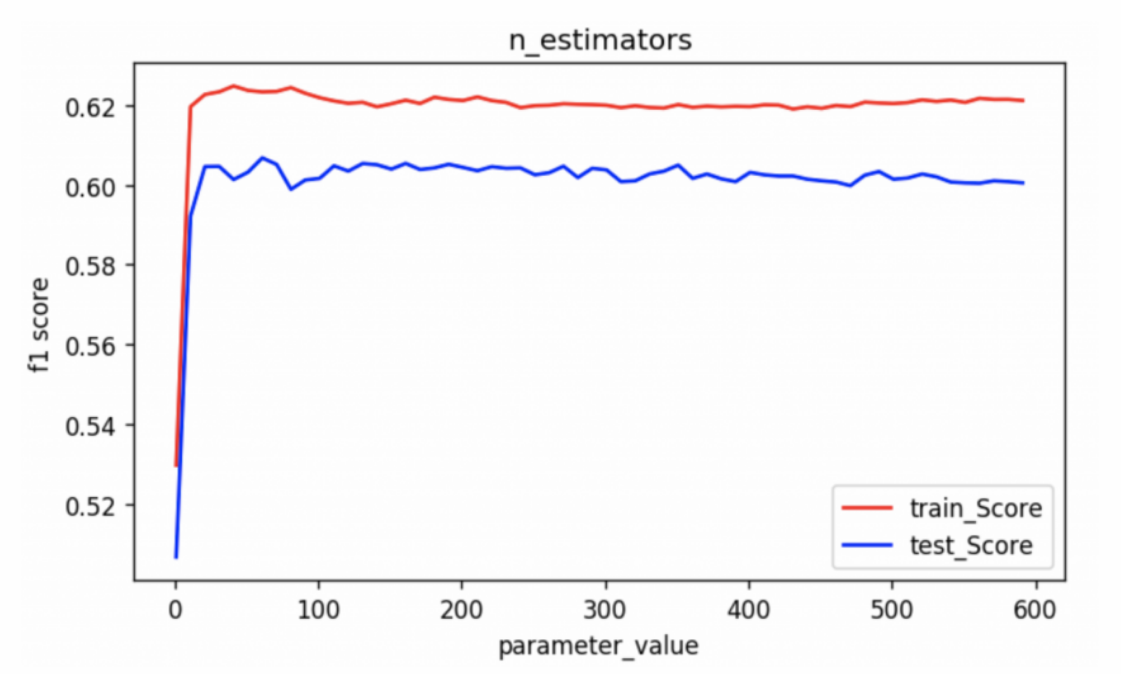 n_estimators
f1 score
0.62
0.60
0.58
0.56
0.54
0.52
train_Score
test_Score
0 100 200 300 400 500 600
parameter_value